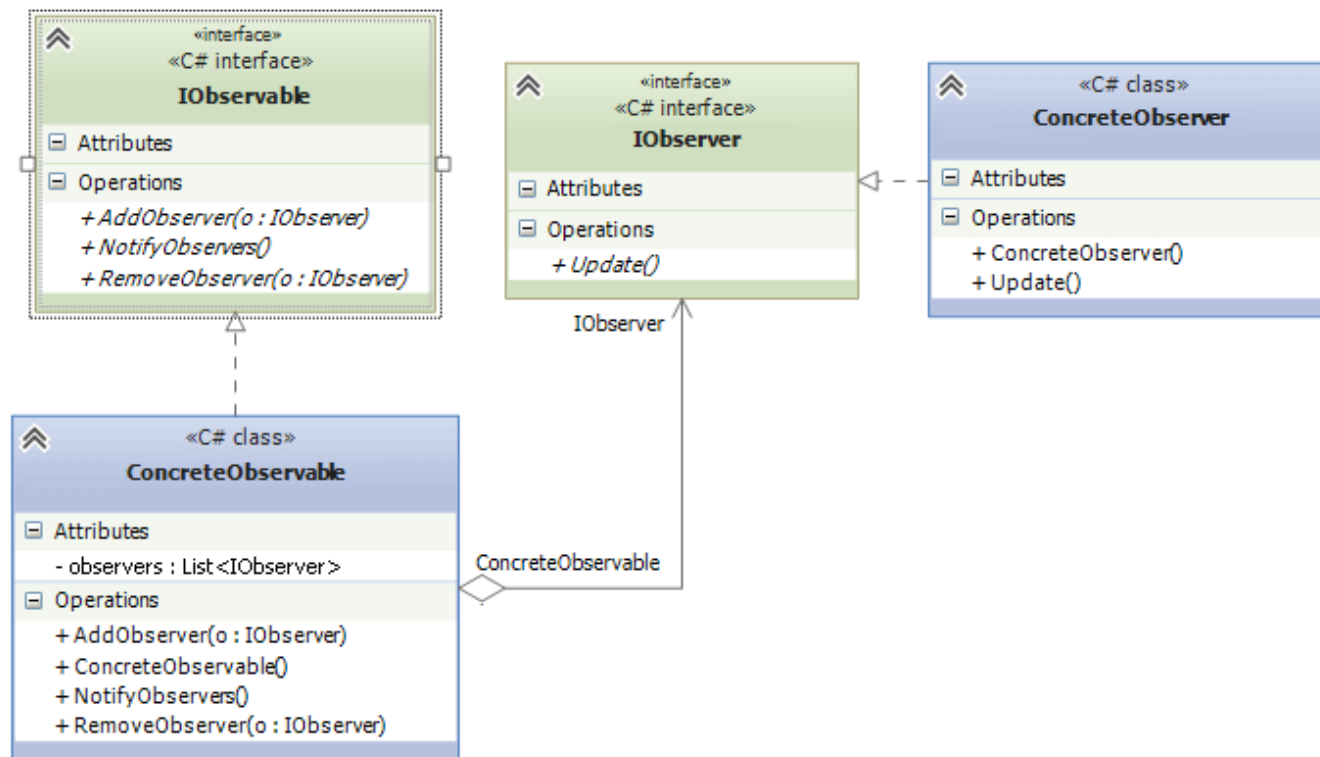 «interface»
«C# interface»
IObservable
Attributes
Operations
+ AddObserver(o : IObserver)
+ NotifyObservers()
+ RemoveObserver(o : IObserver)
«interface»
«C# interface»
IObserver
Attributes
Operations
+ Update()
«C# class»
ConcreteObserver
Attributes
Operations
+ ConcreteObserver()
+ Update()
IObserver
«C# class»
ConcreteObservable
Attributes
- observers : List<IObserver>
Operations
+ AddObserver(o : IObserver)
+ ConcreteObservable()
+ NotifyObservers()
+ RemoveObserver(o : IObserver)
ConcreteObservable